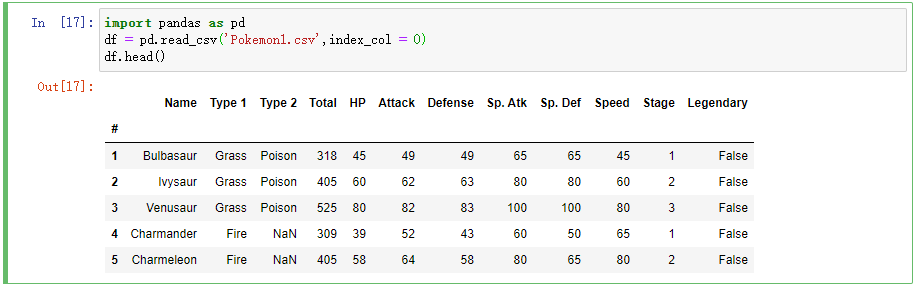 In [17]: import pandas as pd
df = pd.read_csv('Pokemon1.csv',index_col = 0)
df.head()
Out[17]:
Name Type 1 Type 2 Total HP Attack Defense Sp. Atk Sp. Def Speed Stage Legendary
#
1 Bulbasaur Grass Poison 318 45 49 49 65 65 45 1 False
2 Ivysaur Grass Poison 405 60 62 63 80 80 60 2 False
3 Venusaur Grass Poison 525 80 82 83 100 100 80 3 False
4 Charmander Fire NaN 309 39 52 43 60 50 65 1 False
5 Charmeleon Fire NaN 405 58 64 58 80 65 80 2 False